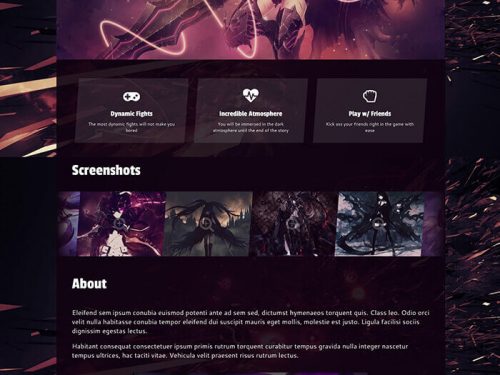 Dynamic Fights
The most dynamic fights will not make you
bored
Incredible Atmosphere
You will be immersed in the dark
atmosphere until the end of the story
Play w/ Friends
Kick ass your friends right in the game with
ease
Screenshots
About
Eleifend sem ipsum conubia euismod potenti ante ad sem sed, dictumst hymenaeos torquent quis. Class leo. Odio orci
velit nulla habitasse conubia tempor eleifend dui suscipit mauris eget mollis, molestie est justo. Ligula facilisi sociis
dignissim egestas lectus.
Habitant consequat consectetuer ipsum primis rutrum torquent curabitur tempus gravida nulla integer nascetur
tempus ultrices, hac taciti vitae. Vehicula velit praesent risus rutrum lectus.